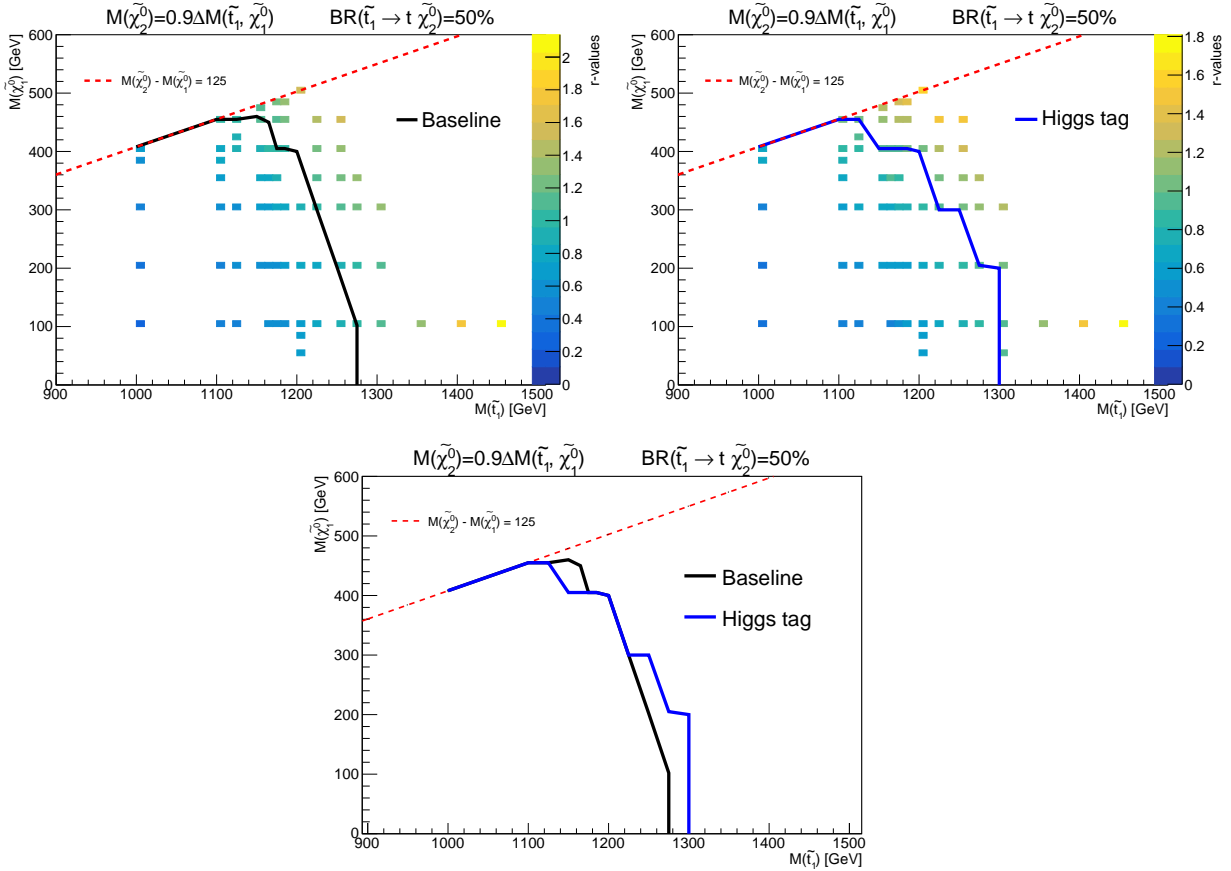 M(χ̃⁰₂)=0.9ΔM(t̃₁, χ̃⁰₁) BR(t̃₁ → t χ̃⁰₂)=50%
M(χ̃⁰₁) [GeV]
600
500
400
300
200
100
0
M(χ̃⁰₂) - M(χ̃⁰₁) = 125
Baseline
900 1000 1100 1200 1300 1400 1500
M(t̃₁) [GeV]
r-values
2
1.8
1.6
1.4
1.2
1
0.8
0.6
0.4
0.2
0
M(χ̃⁰₂)=0.9ΔM(t̃₁, χ̃⁰₁) BR(t̃₁ → t χ̃⁰₂)=50%
M(χ̃⁰₁) [GeV]
600
500
400
300
200
100
0
M(χ̃⁰₂) - M(χ̃⁰₁) = 125
Higgs tag
900 1000 1100 1200 1300 1400 1500
M(t̃₁) [GeV]
r-values
1.8
1.6
1.4
1.2
1
0.8
0.6
0.4
0.2
0
M(χ̃⁰₂)=0.9ΔM(t̃₁, χ̃⁰₁) BR(t̃₁ → t χ̃⁰₂)=50%
M(χ̃⁰₁) [GeV]
600
500
400
300
200
100
0
M(χ̃⁰₂) - M(χ̃⁰₁) = 125
Baseline
Higgs tag
900 1000 1100 1200 1300 1400 1500
M(t̃₁) [GeV]